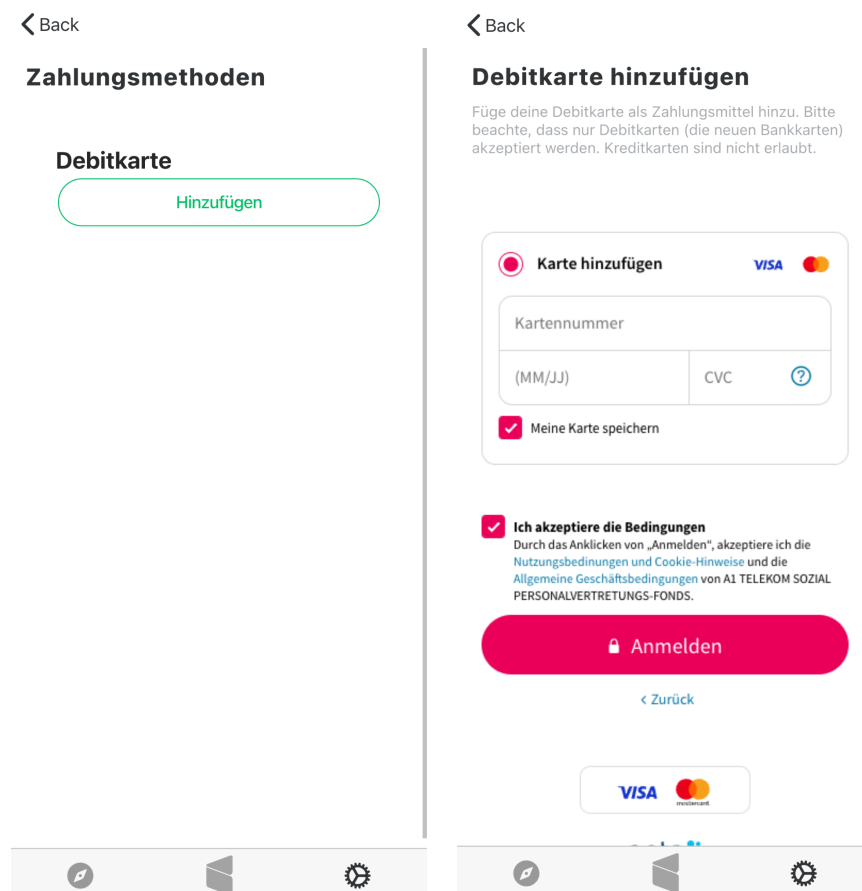 Back
Zahlungsmethoden
Debitkarte
Hinzufügen
Back
Debitkarte hinzufügen
Füge deine Debitkarte als Zahlungsmittel hinzu. Bitte
beachte, dass nur Debitkarten (die neuen Bankkarten)
akzeptiert werden. Kreditkarten sind nicht erlaubt.
Karte hinzufügen VISA
Kartennummer
(MM/JJ) CVC ?
Meine Karte speichern
Ich akzeptiere die Bedingungen
Durch das Anklicken von „Anmelden“, akzeptiere ich die
Nutzungsbedinungen und Cookie-Hinweise und die
Allgemeine Geschäftsbedingungen von A1 TELEKOM SOZIAL
PERSONALVERTRETUNGS-FONDS.
Anmelden
< Zurück
VISA mastercard